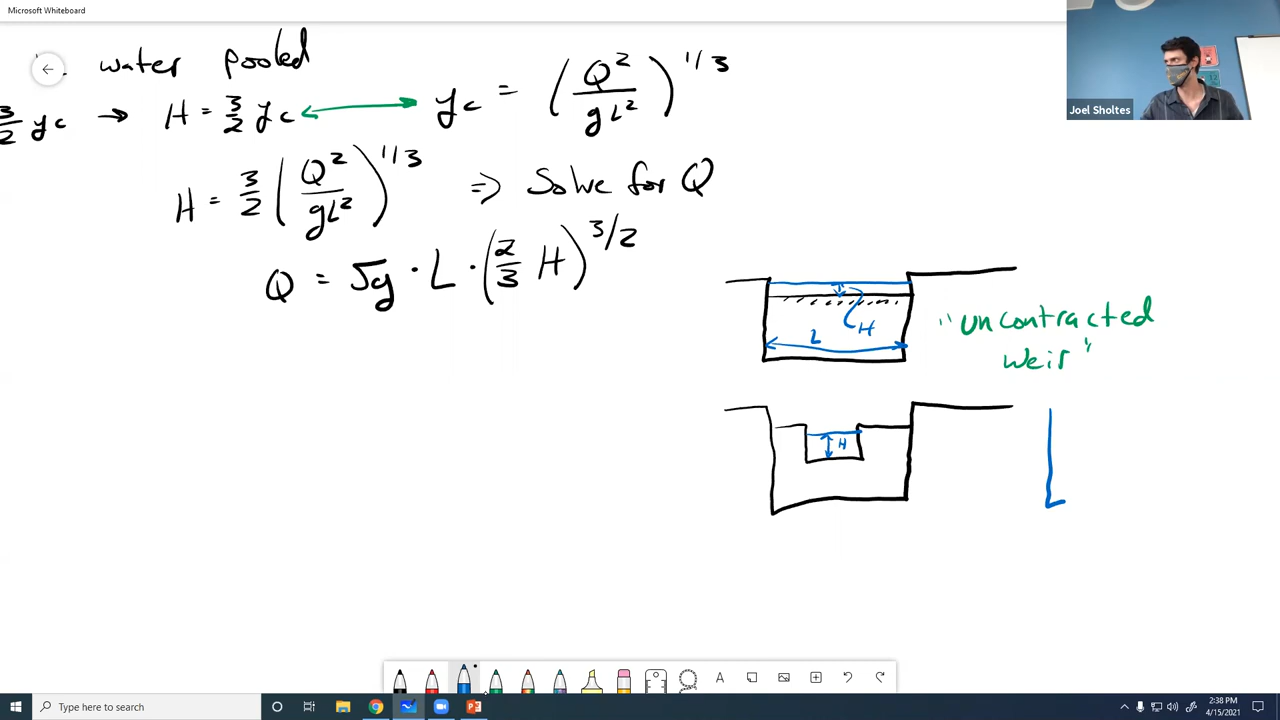 Microsoft Whiteboard
water pooled
3/2 yc → H = 3/2 yc ↔ yc = (Q²/gL²)^1/3
H = 3/2 (Q²/gL²)^1/3 ⇒ Solve for Q
Q = √g · L · (2/3 H)^3/2
H
L
"uncontracted
weir"
H
L
Joel Sholtes
A
Type here to search
2:38 PM
4/15/2021